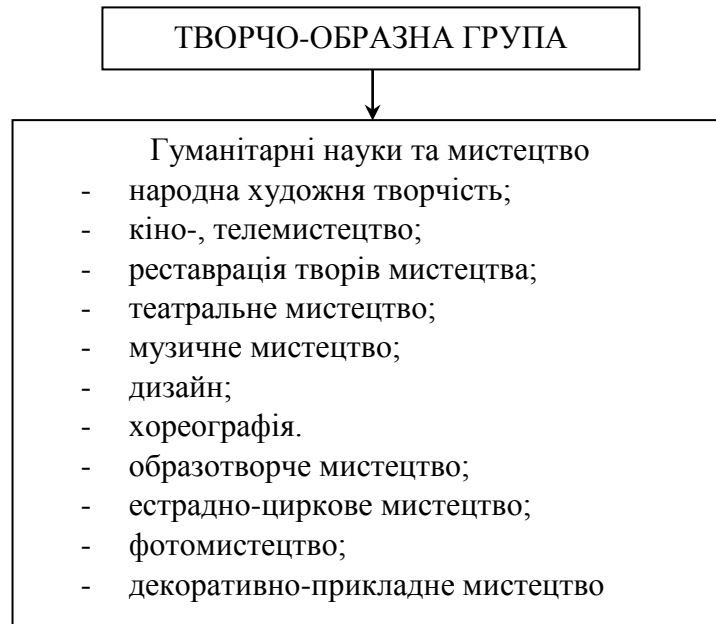 ТВОРЧО-ОБРАЗНА ГРУПА
Гуманітарні науки та мистецтво
- народна художня творчість;
- кіно-, телемистецтво;
- реставрація творів мистецтва;
- театральне мистецтво;
- музичне мистецтво;
- дизайн;
- хореографія.
- образотворче мистецтво;
- естрадно-циркове мистецтво;
- фотомистецтво;
- декоративно-прикладне мистецтво